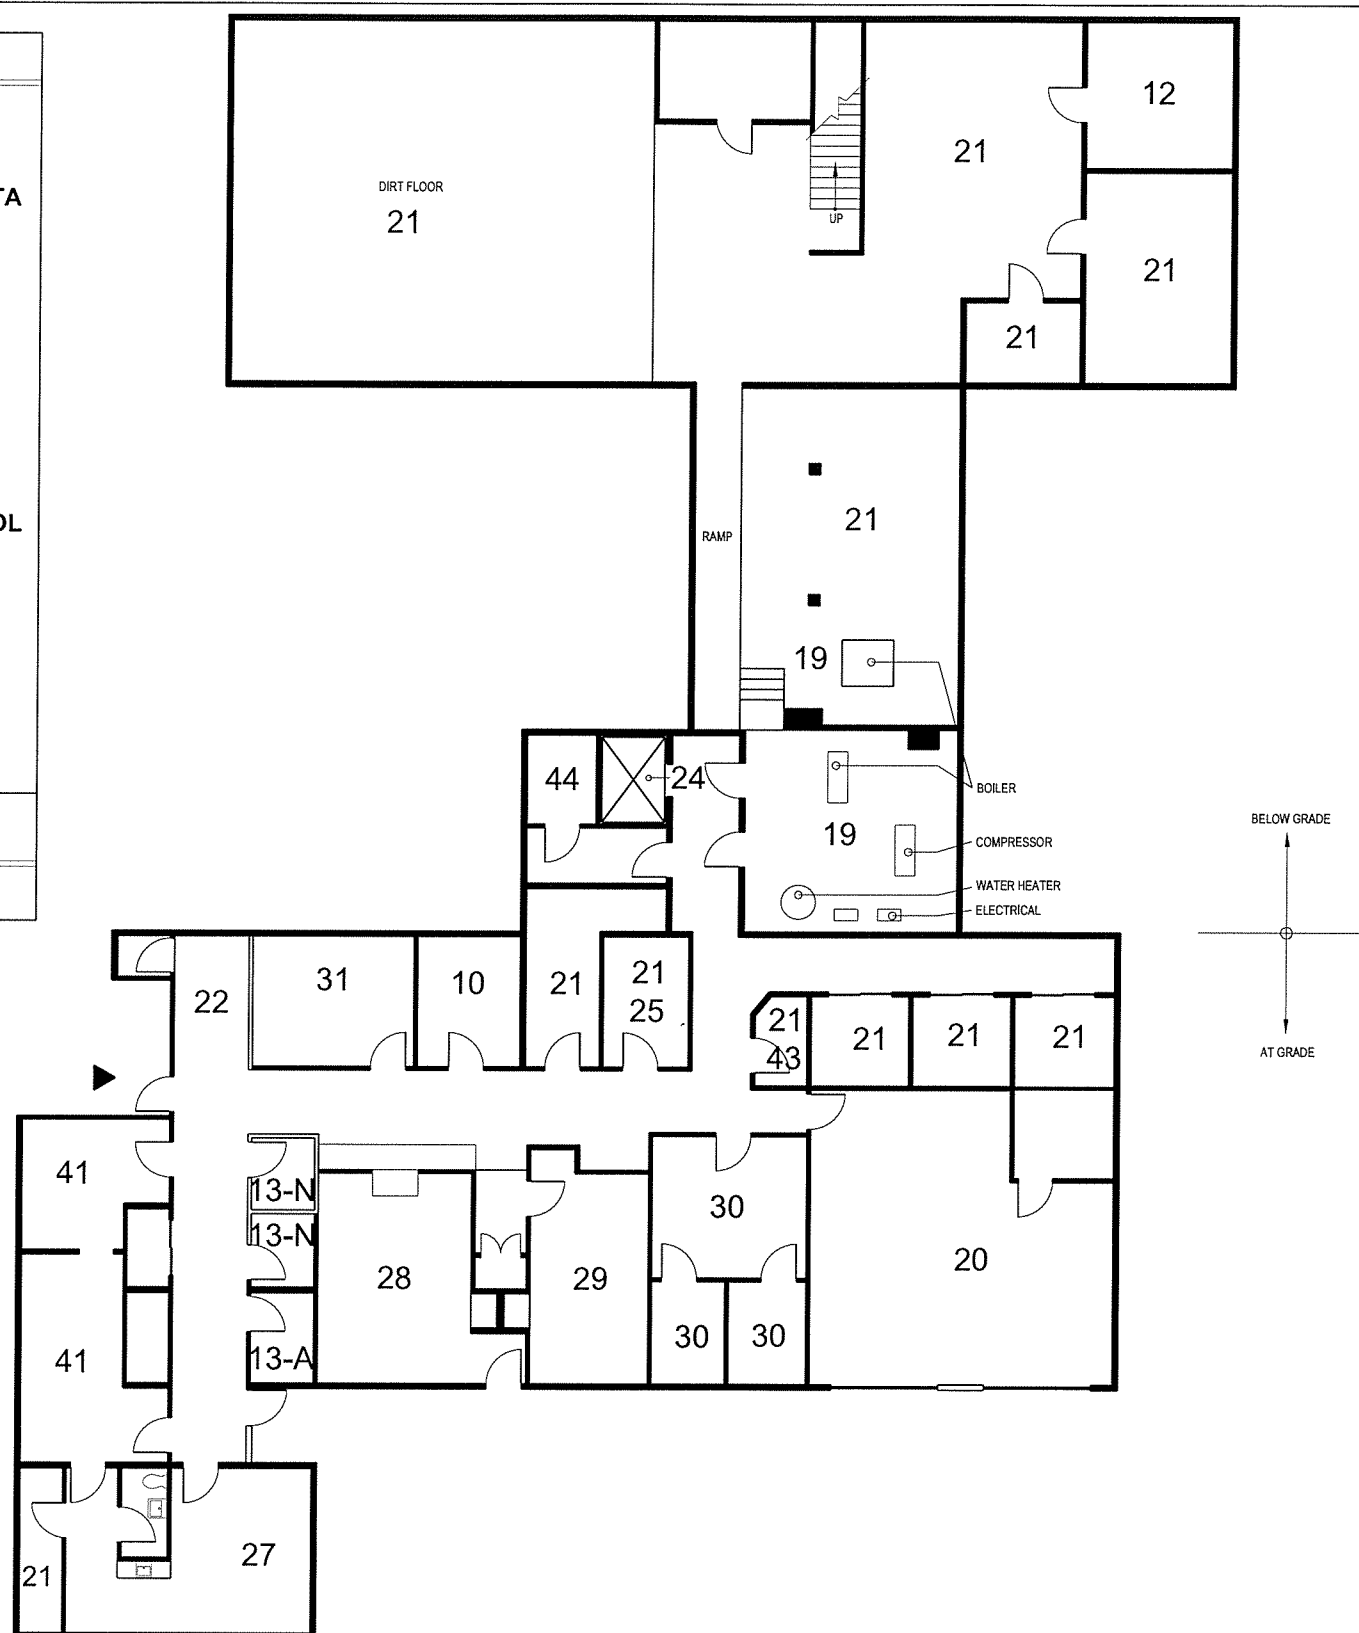 12
21
TA
DIRT FLOOR
21
UP
21
21
21
OL
RAMP
19
44
24
BOILER
19
BELOW GRADE
COMPRESSOR
WATER HEATER
ELECTRICAL
31
10
21
21
25
22
21
43
21
21
21
AT GRADE
41
13-N
13-N
30
20
28
29
30
30
13-A
41
27
21